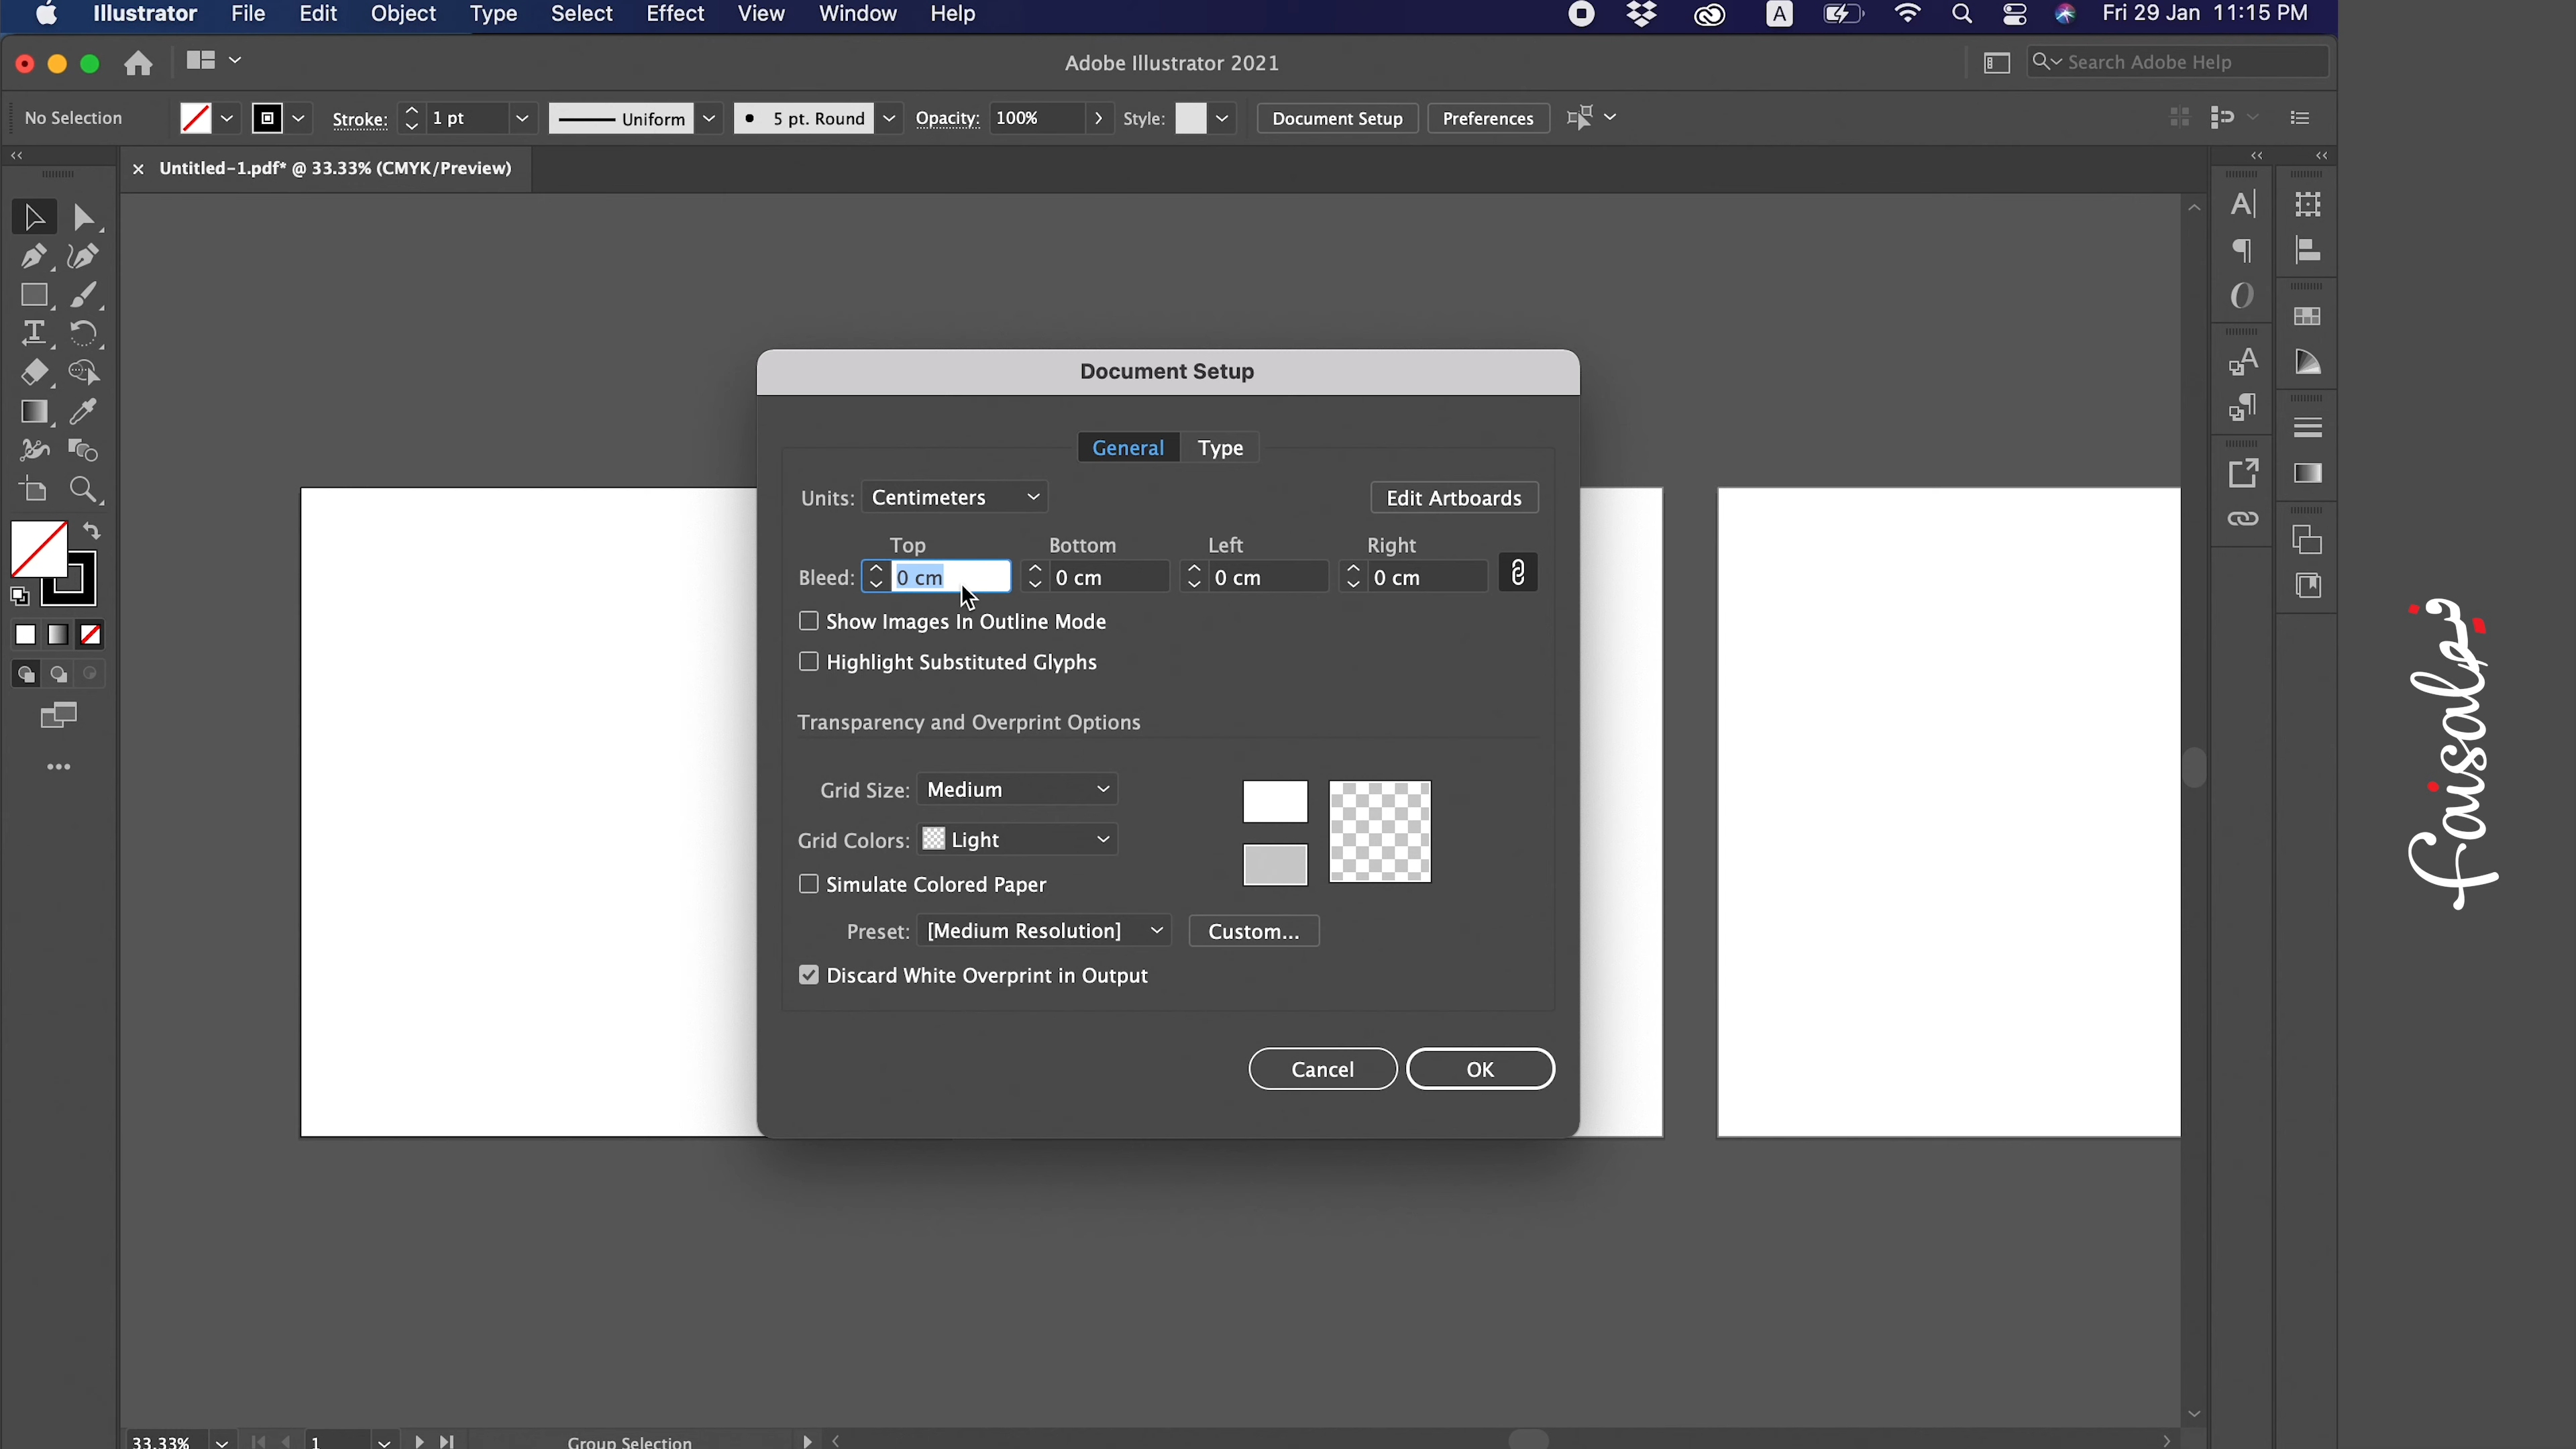 Illustrator File Edit Object Type Select Effect View Window Help A Fri 29 Jan 11:15 PM
Adobe Illustrator 2021 Search Adobe Help
No Selection Stroke: 1 pt Uniform 5 pt. Round Opacity: 100% Style: Document Setup Preferences
Untitled-1.pdf* @ 33.33% (CMYK/Preview)
Document Setup
General Type
Units: Centimeters Edit Artboards
Top Bottom Left Right
Bleed: 0 cm 0 cm 0 cm 0 cm
Show Images In Outline Mode
Highlight Substituted Glyphs
Transparency and Overprint Options
Grid Size: Medium
Grid Colors: Light
Simulate Colored Paper
Preset: [Medium Resolution] Custom...
Discard White Overprint in Output
Cancel OK
33.33% 1 Group Selection